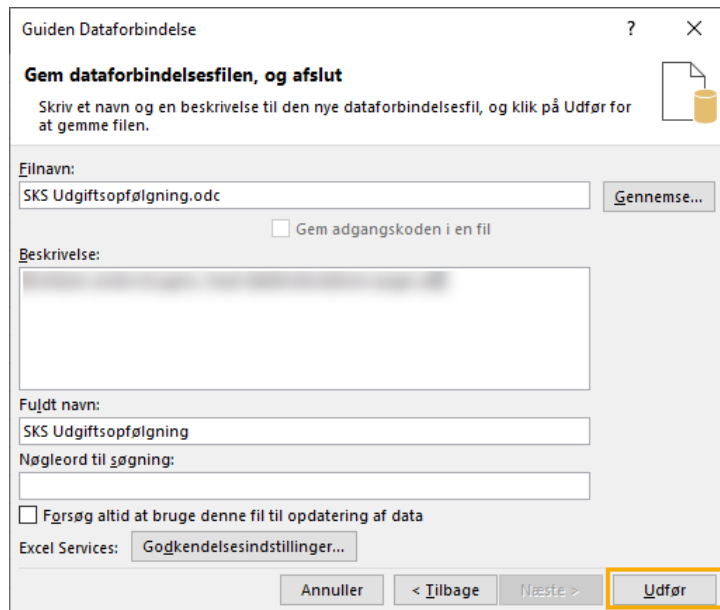 Guiden Dataforbindelse
?
Gem dataforbindelsesfilen, og afslut
Skriv et navn og en beskrivelse til den nye dataforbindelsesfil, og klik på Udfør for
at gemme filen.
Filnavn:
SKS Udgiftsopfølgning.odc
Gennemse...
Gem adgangskoden i en fil
Beskrivelse:
Fuldt navn:
SKS Udgiftsopfølgning
Nøgleord til søgning:
Forsøg altid at bruge denne fil til opdatering af data
Excel Services:
Godkendelsesindstillinger...
Annuller
< Tilbage
Næste >
Udfør